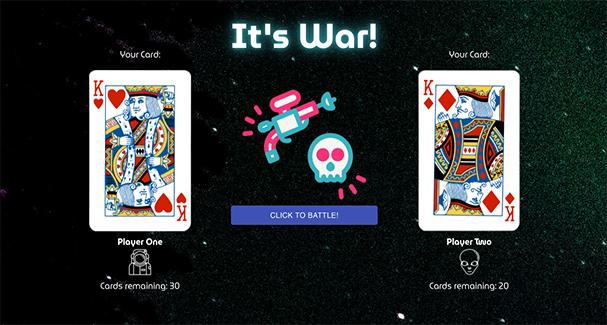 It's War!
Your Card:
Your Card:
K
K
K
K
CLICK TO BATTLE!
Player One
Player Two
Cards remaining: 30
Cards remaining: 20